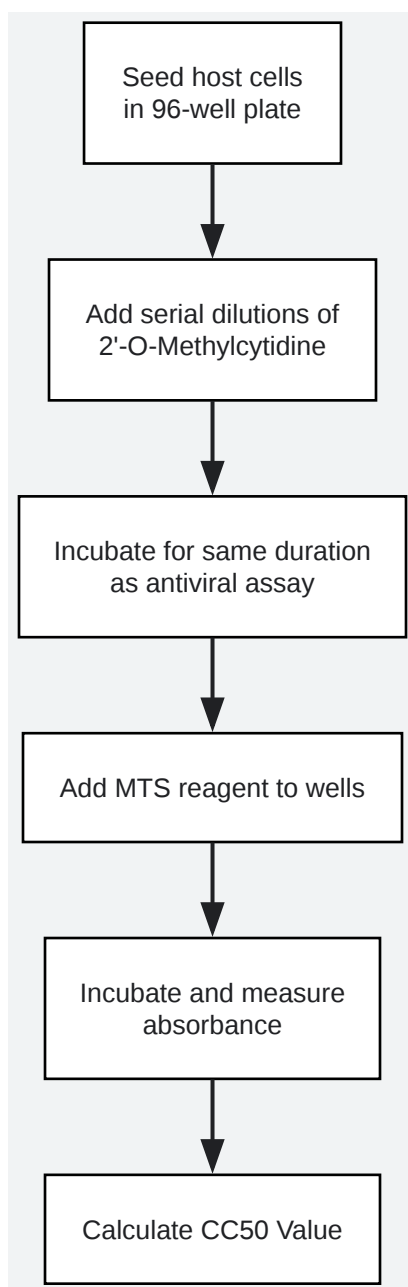 Seed host cells
in 96-well plate
Add serial dilutions of
2'-O-Methylcytidine
Incubate for same duration
as antiviral assay
Add MTS reagent to wells
Incubate and measure
absorbance
Calculate CC50 Value